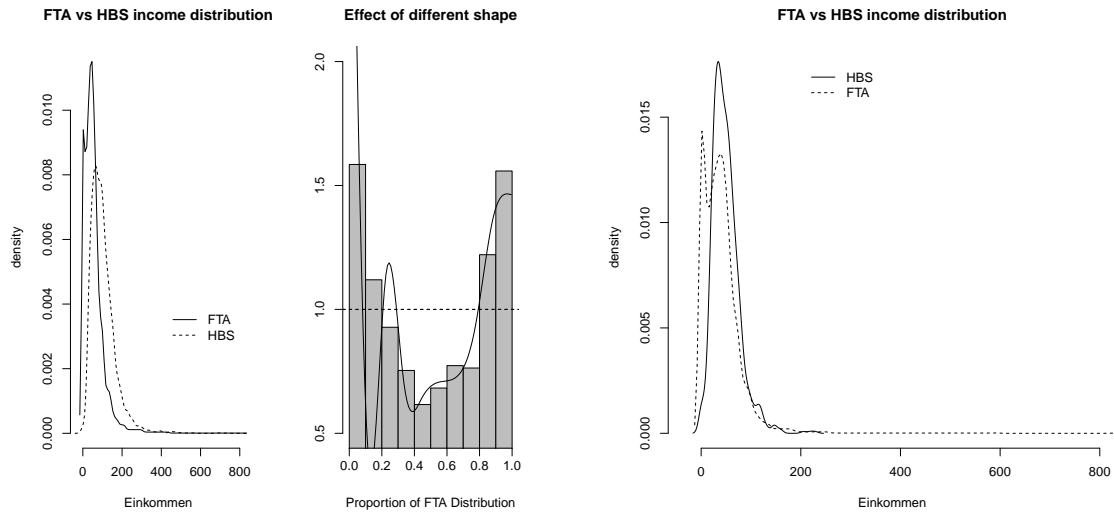 FTA vs HBS income distribution
density
0.000
0.002
0.004
0.006
0.008
0.010
0
200
400
600
800
Einkommen
FTA
HBS
Effect of different shape
0.5
1.0
1.5
2.0
0.0
0.2
0.4
0.6
0.8
1.0
Proportion of FTA Distribution
FTA vs HBS income distribution
density
0.000
0.005
0.010
0.015
0
200
400
600
800
Einkommen
HBS
FTA